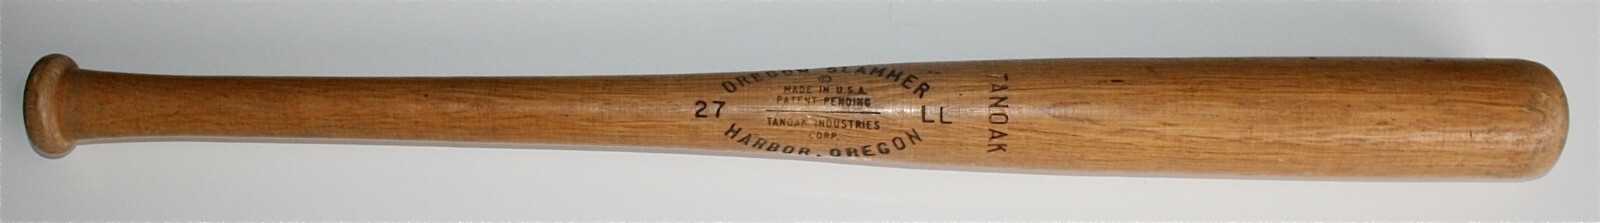 OREGON SLAMMER
©
MADE IN U.S.A.
PATENT PENDING
27 LL
TANOAK INDUSTRIES
CORP.
HARBOR, OREGON
TANOAK